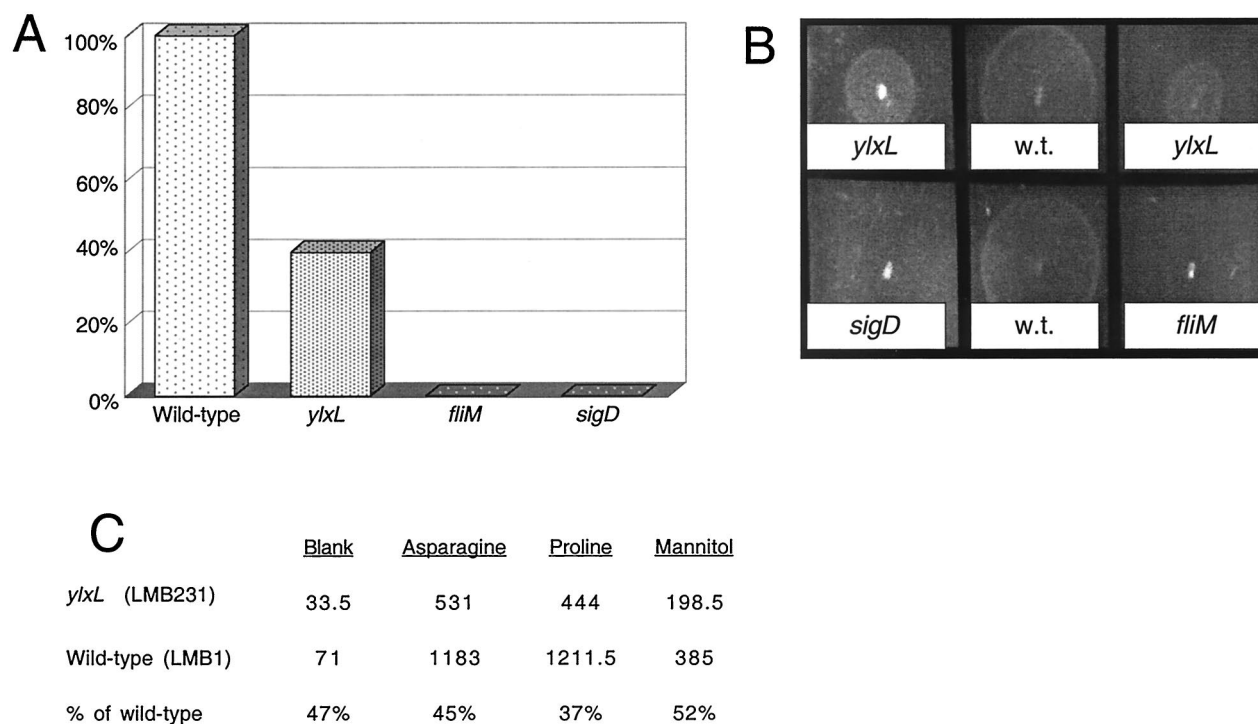 A
100%
80%
60%
40%
20%
0%
Wild-type ylxL fliM sigD
B
ylxL w.t. ylxL
sigD w.t. fliM
C
Blank Asparagine Proline Mannitol
ylxL (LMB231) 33.5 531 444 198.5
Wild-type (LMB1) 71 1183 1211.5 385
% of wild-type 47% 45% 37% 52%